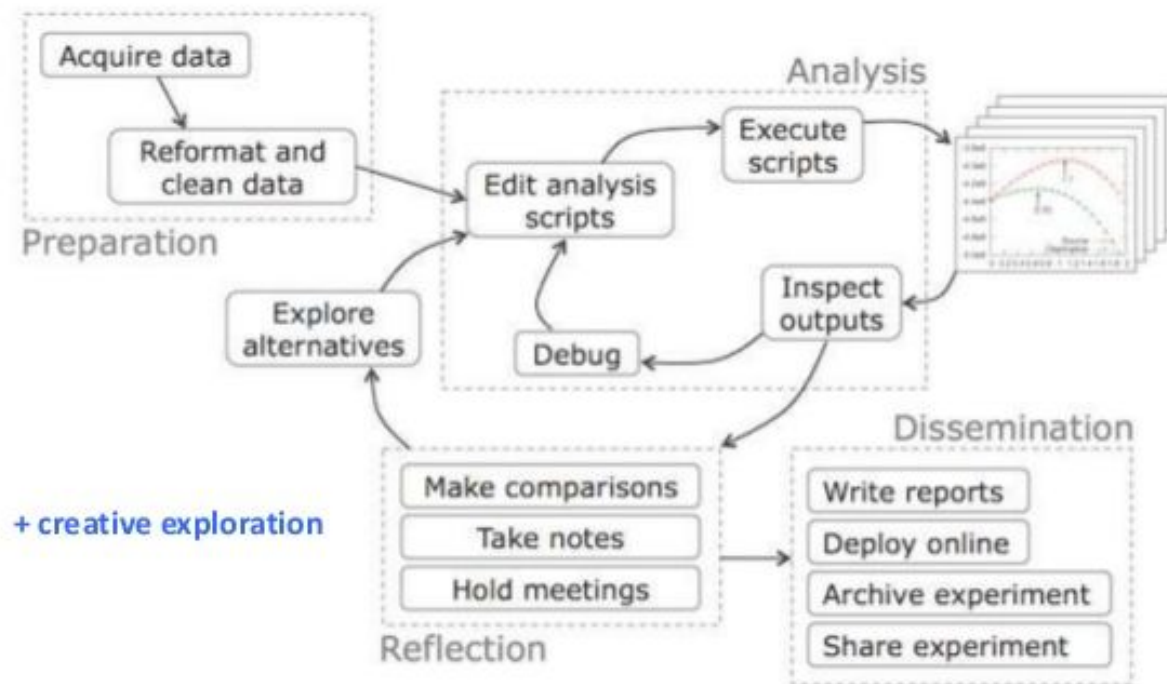 Acquire data
Reformat and
clean data
Preparation
Analysis
Edit analysis
scripts
Execute
scripts
Inspect
outputs
Debug
Explore
alternatives
Make comparisons
Take notes
Hold meetings
Reflection
Dissemination
Write reports
Deploy online
Archive experiment
Share experiment
+ creative exploration